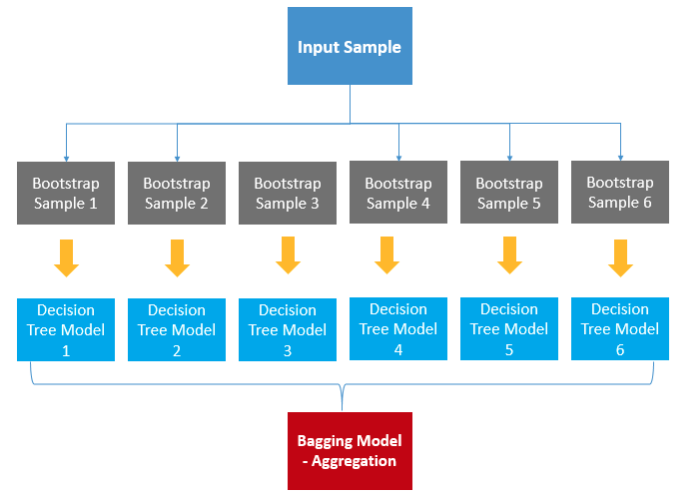 Input Sample
Bootstrap
Sample 1
Bootstrap
Sample 2
Bootstrap
Sample 3
Bootstrap
Sample 4
Bootstrap
Sample 5
Bootstrap
Sample 6
Decision
Tree Model
1
Decision
Tree Model
2
Decision
Tree Model
3
Decision
Tree Model
4
Decision
Tree Model
5
Decision
Tree Model
6
Bagging Model
- Aggregation